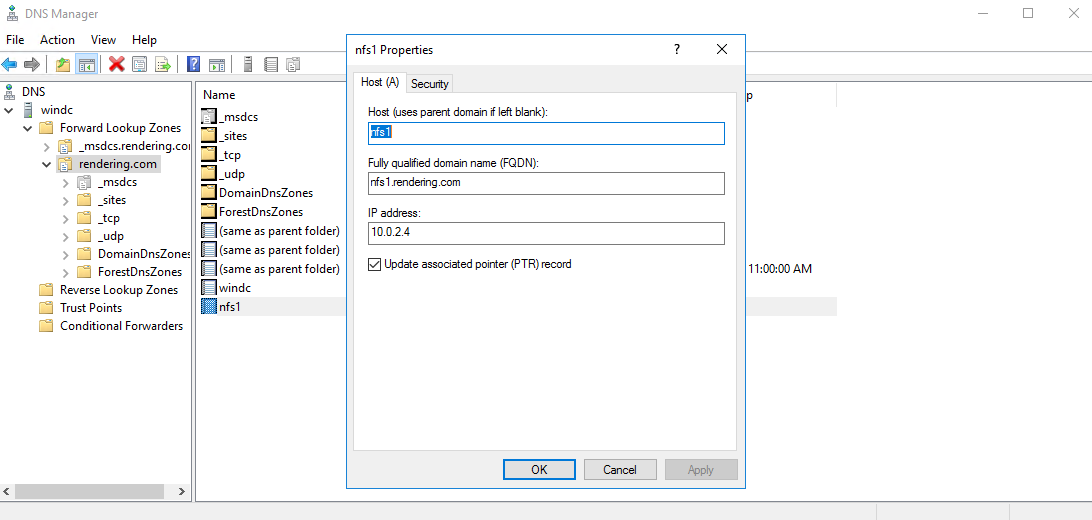 DNS Manager
File Action View Help
DNS
windc
Forward Lookup Zones
_msdcs.rendering.co
rendering.com
_msdcs
_sites
_tcp
_udp
DomainDnsZones
ForestDnsZones
Reverse Lookup Zones
Trust Points
Conditional Forwarders
Name
_msdcs
_sites
_tcp
_udp
DomainDnsZones
ForestDnsZones
(same as parent folder)
(same as parent folder)
(same as parent folder)
windc
nfs1
p
11:00:00 AM
nfs1 Properties
?
Host (A) Security
Host (uses parent domain if left blank):
nfs1
Fully qualified domain name (FQDN):
nfs1.rendering.com
IP address:
10.0.2.4
Update associated pointer (PTR) record
OK Cancel Apply